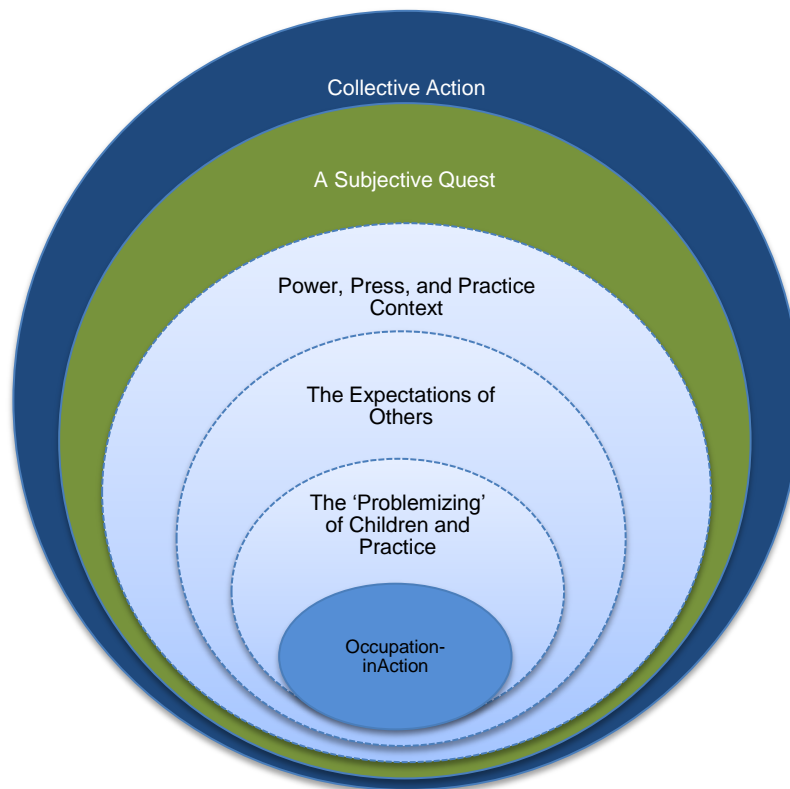 Collective Action
A Subjective Quest
Power, Press, and Practice
Context
The Expectations of
Others
The ‘Problemizing’
of Children and
Practice
Occupation-
inAction